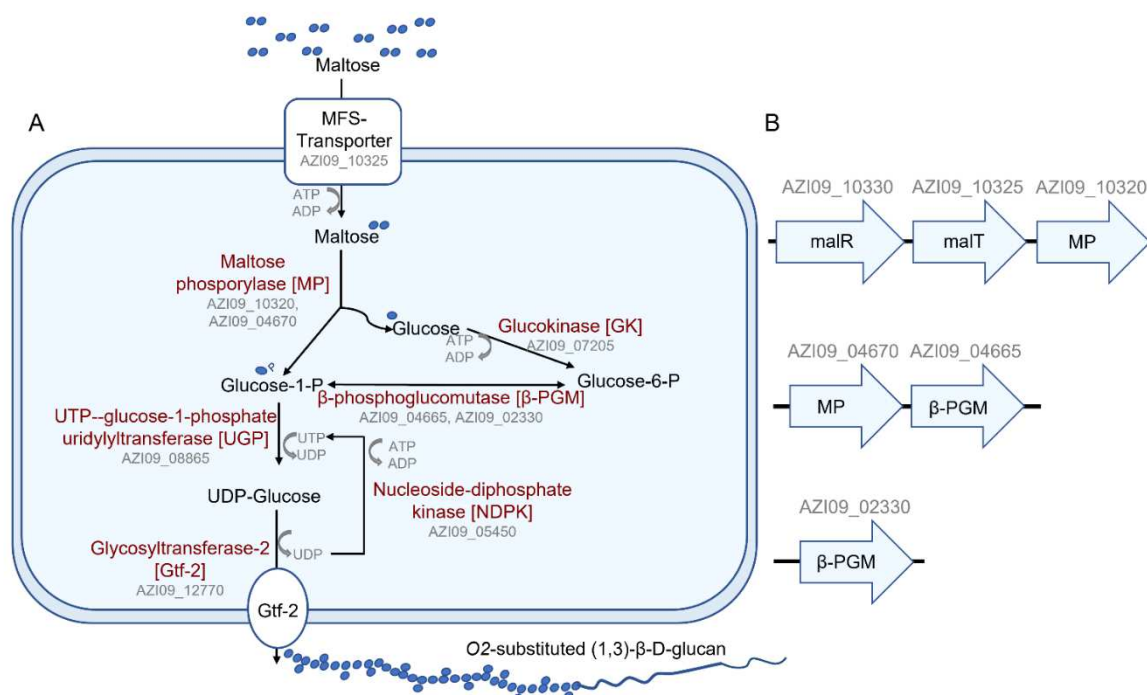 Maltose
A
MFS-
Transporter
AZI09_10325
ATP
ADP
Maltose
Maltose
phosporylase [MP]
AZI09_10320,
AZI09_04670
Glucose
ATP
ADP
Glucokinase [GK]
AZI09_07205
P
Glucose-1-P
Glucose-6-P
β-phosphoglucomutase [β-PGM]
AZI09_04665, AZI09_02330
UTP--glucose-1-phosphate
uridylyltransferase [UGP]
AZI09_08865
UTP
UDP
ATP
ADP
UDP-Glucose
Nucleoside-diphosphate
kinase [NDPK]
AZI09_05450
Glycosyltransferase-2
[Gtf-2]
AZI09_12770
UDP
Gtf-2
O2-substituted (1,3)-β-D-glucan
B
AZI09_10330 AZI09_10325 AZI09_10320
malR malT MP
AZI09_04670 AZI09_04665
MP β-PGM
AZI09_02330
β-PGM